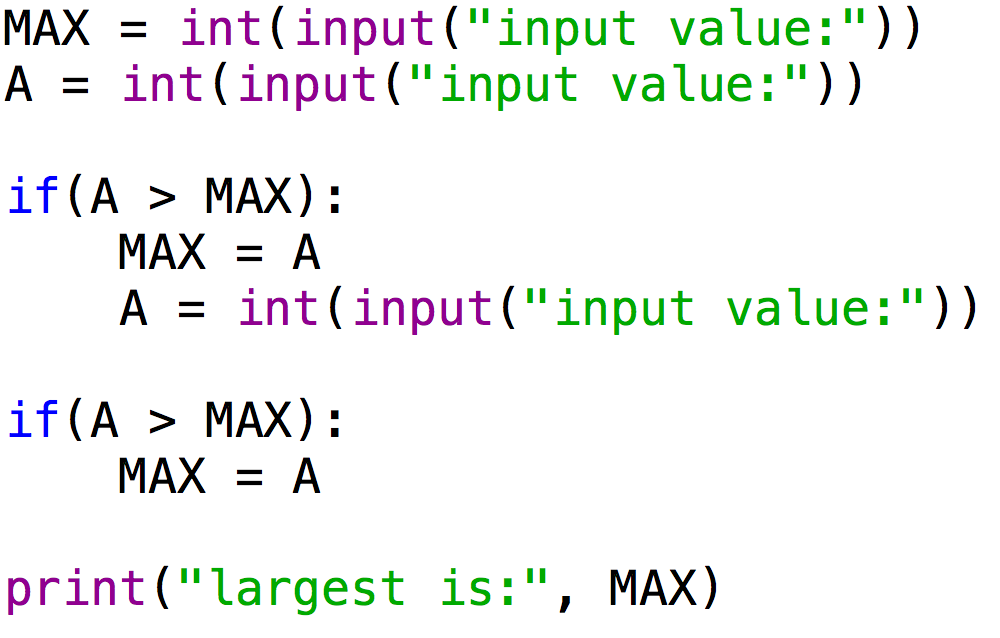 MAX = int(input("input value:"))
A = int(input("input value:"))
if(A > MAX):
    MAX = A
    A = int(input("input value:"))
if(A > MAX):
    MAX = A
print("largest is:", MAX)